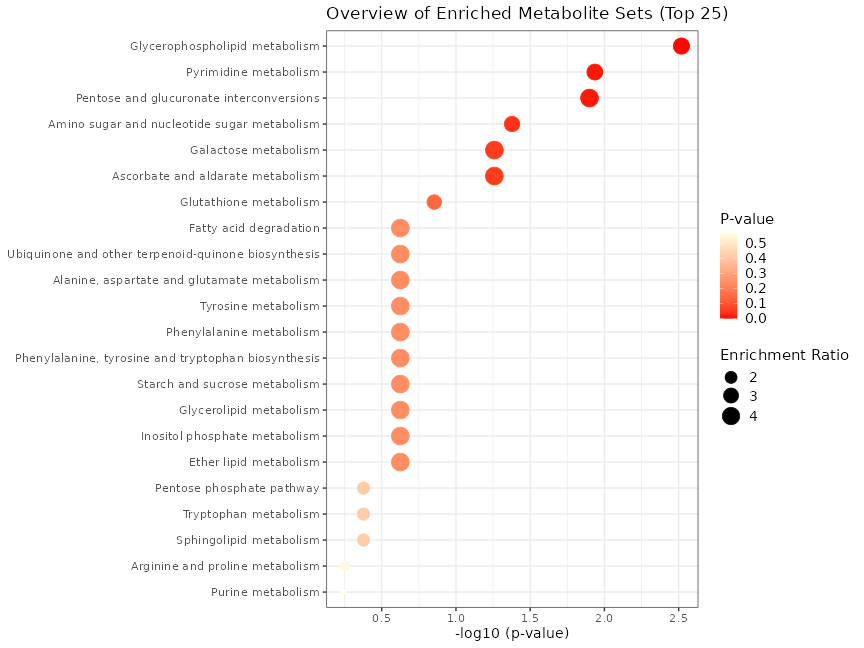 Overview of Enriched Metabolite Sets (Top 25)
Glycerophospholipid metabolism
Pyrimidine metabolism
Pentose and glucuronate interconversions
Amino sugar and nucleotide sugar metabolism
Galactose metabolism
Ascorbate and aldarate metabolism
Glutathione metabolism
Fatty acid degradation
Ubiquinone and other terpenoid-quinone biosynthesis
Alanine, aspartate and glutamate metabolism
Tyrosine metabolism
Phenylalanine metabolism
Phenylalanine, tyrosine and tryptophan biosynthesis
Starch and sucrose metabolism
Glycerolipid metabolism
Inositol phosphate metabolism
Ether lipid metabolism
Pentose phosphate pathway
Tryptophan metabolism
Sphingolipid metabolism
Arginine and proline metabolism
Purine metabolism
0.5 1.0 1.5 2.0 2.5
-log10 (p-value)
P-value
0.5
0.4
0.3
0.2
0.1
0.0
Enrichment Ratio
2
3
4